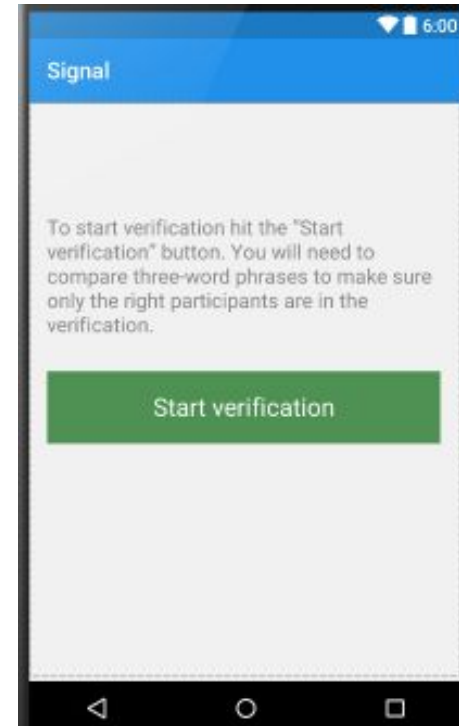 6:00
Signal
To start verification hit the "Start
verification" button. You will need to
compare three-word phrases to make sure
only the right participants are in the
verification.
Start verification